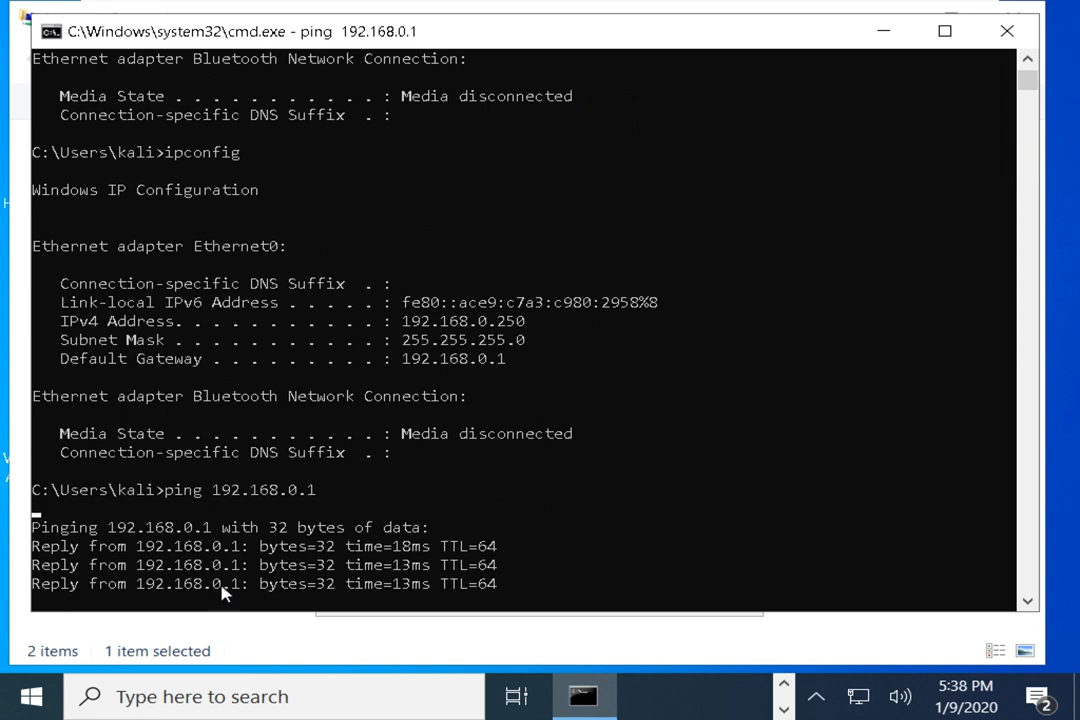 C:\Windows\system32\cmd.exe - ping  192.168.0.1
Ethernet adapter Bluetooth Network Connection:
Media State . . . . . . . . . . . : Media disconnected
Connection-specific DNS Suffix  . :
C:\Users\kali>ipconfig
Windows IP Configuration
Ethernet adapter Ethernet0:
Connection-specific DNS Suffix  . :
Link-local IPv6 Address . . . . . : fe80::ace9:c7a3:c980:2958%8
IPv4 Address. . . . . . . . . . . : 192.168.0.250
Subnet Mask . . . . . . . . . . . : 255.255.255.0
Default Gateway . . . . . . . . . : 192.168.0.1
Ethernet adapter Bluetooth Network Connection:
Media State . . . . . . . . . . . : Media disconnected
Connection-specific DNS Suffix  . :
C:\Users\kali>ping 192.168.0.1
Pinging 192.168.0.1 with 32 bytes of data:
Reply from 192.168.0.1: bytes=32 time=18ms TTL=64
Reply from 192.168.0.1: bytes=32 time=13ms TTL=64
Reply from 192.168.0.1: bytes=32 time=13ms TTL=64
2 items 1 item selected
Type here to search
5:38 PM
1/9/2020
2